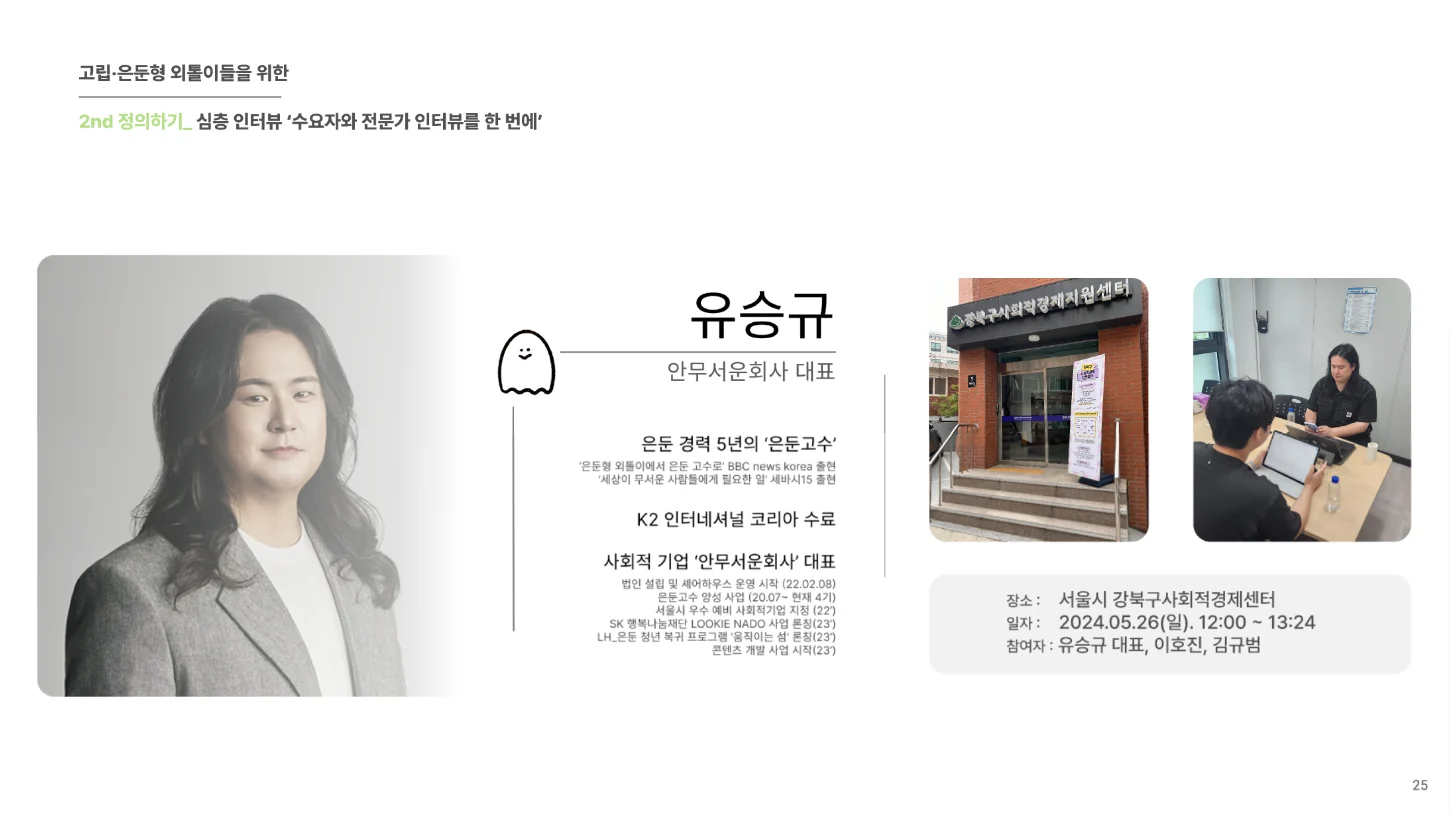 고립·은둔형 외톨이들을 위한
2nd 정의하기_ 심층 인터뷰 ‘수요자와 전문가 인터뷰를 한 번에’
유승규
안무서운회사 대표
은둔 경력 5년의 ‘은둔고수’
‘은둔형 외톨이에서 은둔 고수로’ BBC news korea 출현
‘세상이 무서운 사람들에게 필요한 일’ 세바시15 출현
K2 인터네셔널 코리아 수료
사회적 기업 ‘안무서운회사’ 대표
법인 설립 및 셰어하우스 운영 시작 (22.02.08)
은둔고수 양성 사업 (20.07~ 현재 4기)
서울시 우수 예비 사회적기업 지정 (22’)
SK 행복나눔재단 LOOKIE NADO 사업 론칭(23’)
LH_은둔 청년 복귀 프로그램 ‘움직이는 섬’ 론칭(23’)
콘텐츠 개발 사업 시작(23’)
강북구사회적경제지원센터
장소 : 서울시 강북구사회적경제센터
일자 : 2024.05.26(일). 12:00 ~ 13:24
참여자 : 유승규 대표, 이호진, 김규범
25